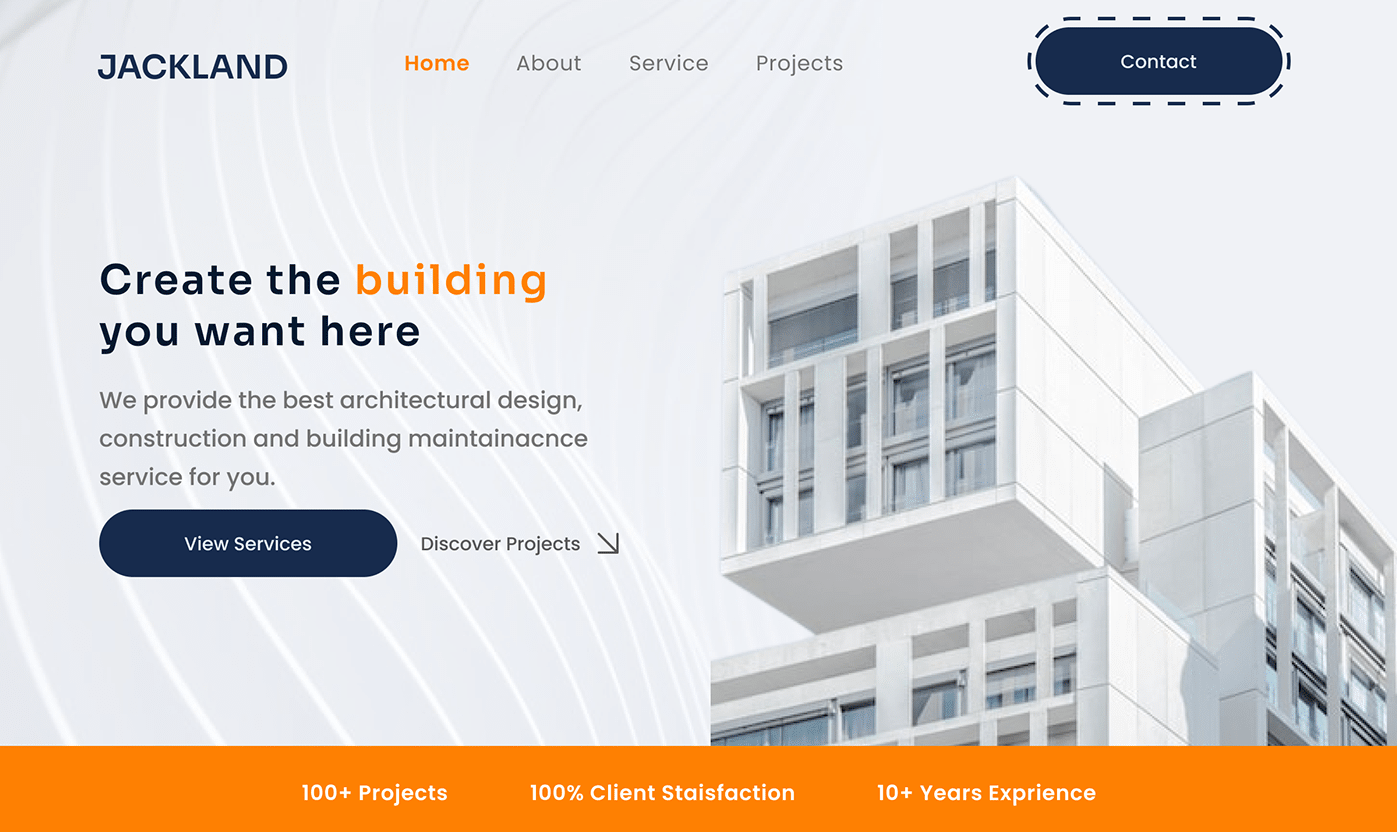 JACKLAND
Home About Service Projects
Contact
Create the building
you want here
We provide the best architectural design,
construction and building maintainacnce
service for you.
View Services
Discover Projects
100+ Projects 100% Client Staisfaction 10+ Years Exprience